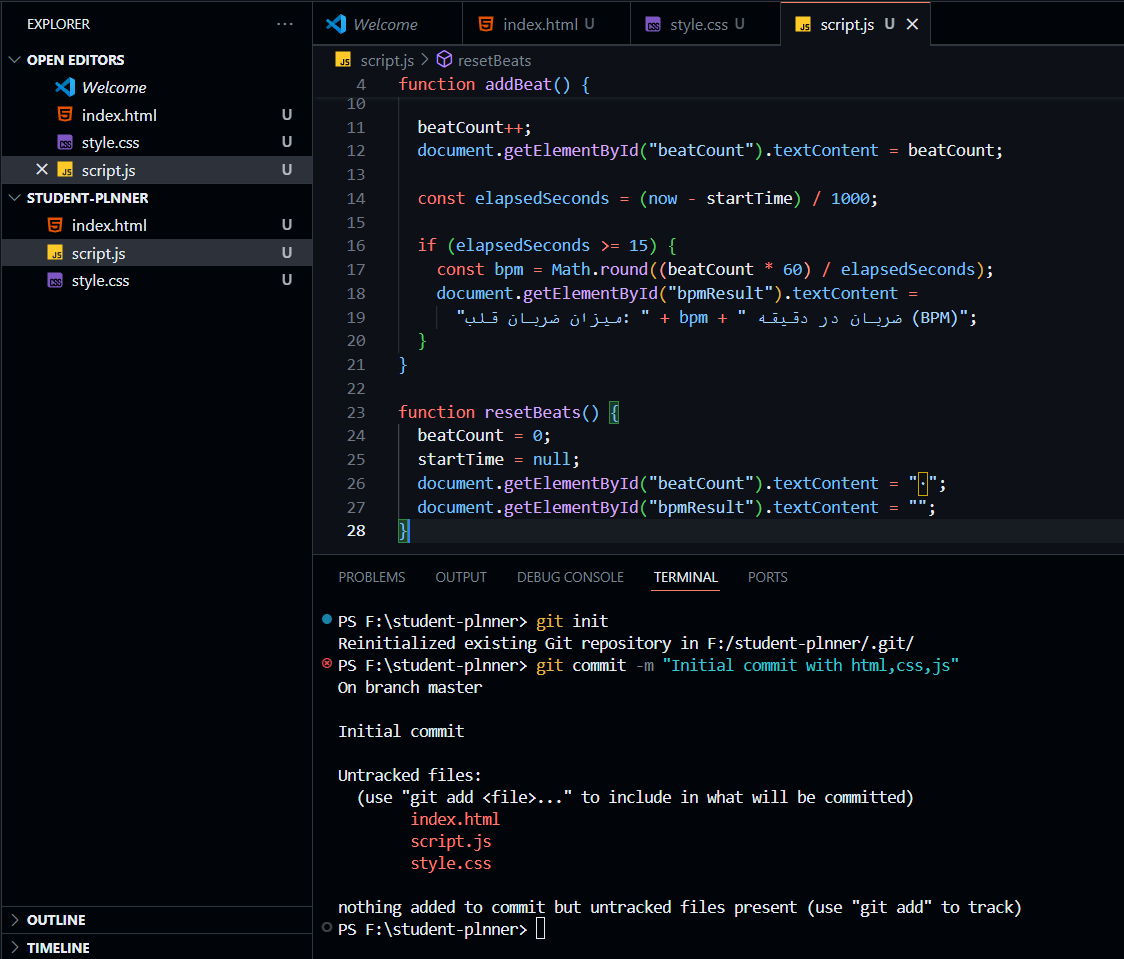 EXPLORER
···
OPEN EDITORS
Welcome
index.html U
style.css U
script.js U
STUDENT-PLNNER
index.html U
script.js U
style.css U
OUTLINE
TIMELINE
Welcome
index.html U
style.css U
script.js U
script.js > resetBeats
4 function addBeat() {
10
11 beatCount++;
12 document.getElementById("beatCount").textContent = beatCount;
13
14 const elapsedSeconds = (now - startTime) / 1000;
15
16 if (elapsedSeconds >= 15) {
17 const bpm = Math.round((beatCount * 60) / elapsedSeconds);
18 document.getElementById("bpmResult").textContent =
19 "میزان ضربان قلب: " + bpm + " ضربان در دقیقه (BPM)";
20 }
21 }
22
23 function resetBeats() {
24 beatCount = 0;
25 startTime = null;
26 document.getElementById("beatCount").textContent = "۰";
27 document.getElementById("bpmResult").textContent = "";
28 }
PROBLEMS OUTPUT DEBUG CONSOLE TERMINAL PORTS
PS F:\student-plnner> git init
Reinitialized existing Git repository in F:/student-plnner/.git/
PS F:\student-plnner> git commit -m "Initial commit with html,css,js"
On branch master
Initial commit
Untracked files:
(use "git add <file>..." to include in what will be committed)
index.html
script.js
style.css
nothing added to commit but untracked files present (use "git add" to track)
PS F:\student-plnner>